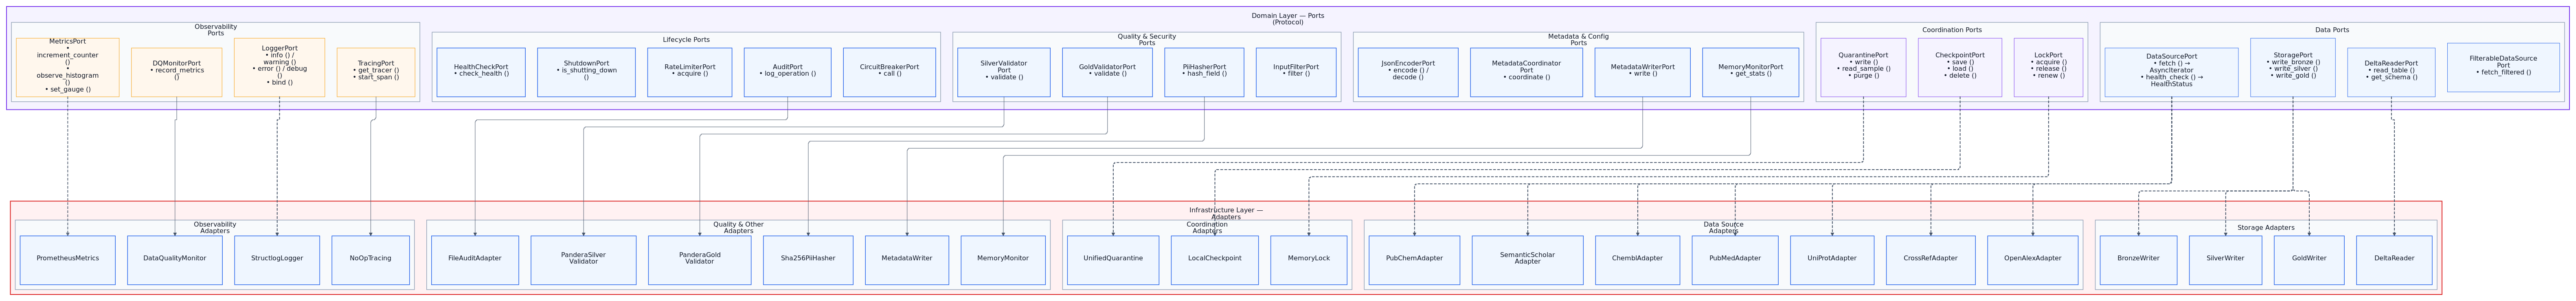 Domain Layer — Ports
(Protocol)
Observability
Ports
MetricsPort
•
increment_counter
()
•
observe_histogram
()
• set_gauge ()
DQMonitorPort
• record_metrics
()
LoggerPort
• info () /
warning ()
• error () / debug
()
• bind ()
TracingPort
• get_tracer ()
• start_span ()
Lifecycle Ports
HealthCheckPort
• check_health ()
ShutdownPort
• is_shutting_down
()
RateLimiterPort
• acquire ()
AuditPort
• log_operation ()
CircuitBreakerPort
• call ()
Quality & Security
Ports
SilverValidator
Port
• validate ()
GoldValidatorPort
• validate ()
PiiHasherPort
• hash_field ()
InputFilterPort
• filter ()
Metadata & Config
Ports
JsonEncoderPort
• encode () /
decode ()
MetadataCoordinator
Port
• coordinate ()
MetadataWriterPort
• write ()
MemoryMonitorPort
• get_stats ()
Coordination Ports
QuarantinePort
• write ()
• read_sample ()
• purge ()
CheckpointPort
• save ()
• load ()
• delete ()
LockPort
• acquire ()
• release ()
• renew ()
Data Ports
DataSourcePort
• fetch () →
AsyncIterator
• health_check () →
HealthStatus
StoragePort
• write_bronze ()
• write_silver ()
• write_gold ()
DeltaReaderPort
• read_table ()
• get_schema ()
FilterableDataSource
Port
• fetch_filtered ()
Infrastructure Layer —
Adapters
Observability
Adapters
PrometheusMetrics
DataQualityMonitor
StructlogLogger
NoOpTracing
Quality & Other
Adapters
FileAuditAdapter
PanderaSilver
Validator
PanderaGold
Validator
Sha256PiiHasher
MetadataWriter
MemoryMonitor
Coordination
Adapters
UnifiedQuarantine
LocalCheckpoint
MemoryLock
Data Source
Adapters
PubChemAdapter
SemanticScholar
Adapter
ChemblAdapter
PubMedAdapter
UniProtAdapter
CrossRefAdapter
OpenAlexAdapter
Storage Adapters
BronzeWriter
SilverWriter
GoldWriter
DeltaReader